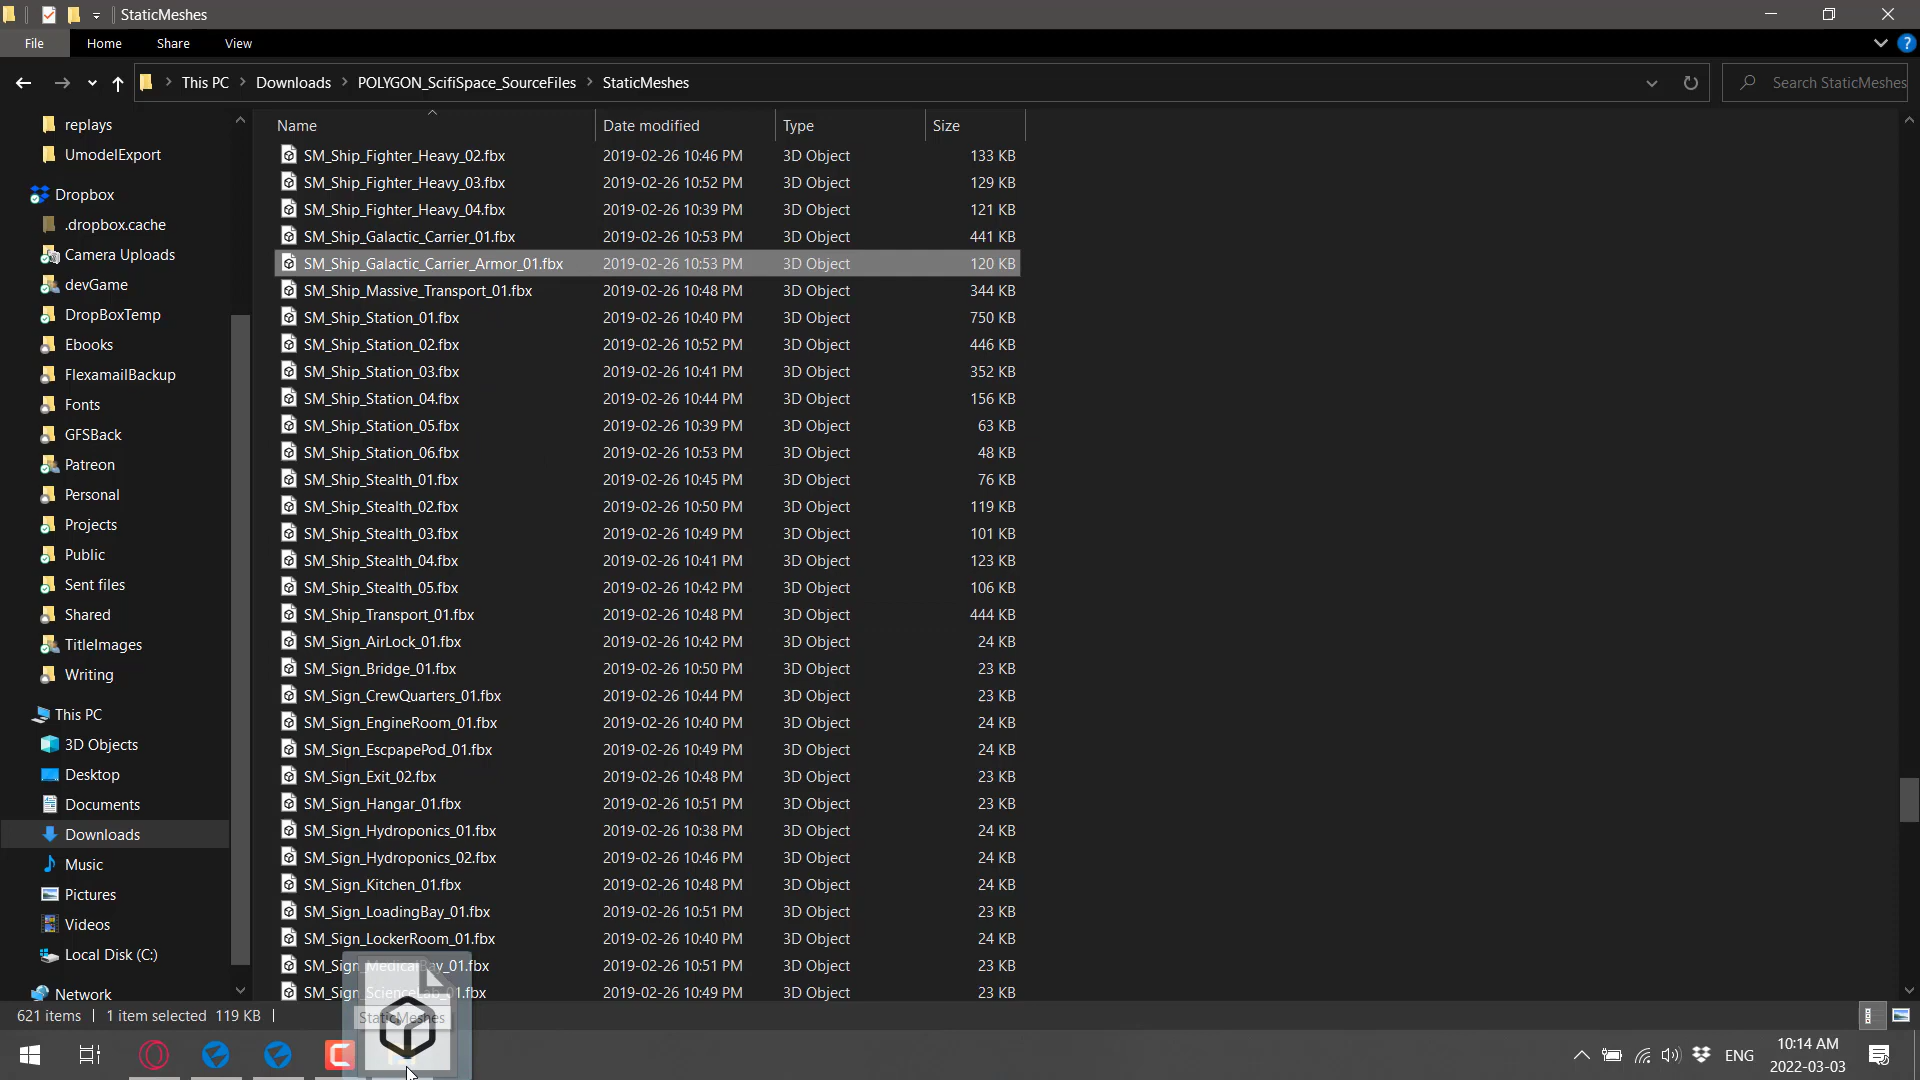 StaticMeshes
File
Home
Share
View
?
This PC
Downloads
POLYGON_ScifiSpace_SourceFiles
StaticMeshes
Search StaticMeshes
replays
UmodelExport
Dropbox
.dropbox.cache
Camera Uploads
devGame
DropBoxTemp
Ebooks
FlexamailBackup
Fonts
GFSBack
Patreon
Personal
Projects
Public
Sent files
Shared
TitleImages
Writing
This PC
3D Objects
Desktop
Documents
Downloads
Music
Pictures
Videos
Local Disk (C:)
Network
Name Date modified Type Size
SM_Ship_Fighter_Heavy_02.fbx 2019-02-26 10:46 PM 3D Object 133 KB
SM_Ship_Fighter_Heavy_03.fbx 2019-02-26 10:52 PM 3D Object 129 KB
SM_Ship_Fighter_Heavy_04.fbx 2019-02-26 10:39 PM 3D Object 121 KB
SM_Ship_Galactic_Carrier_01.fbx 2019-02-26 10:53 PM 3D Object 441 KB
SM_Ship_Galactic_Carrier_Armor_01.fbx 2019-02-26 10:53 PM 3D Object 120 KB
SM_Ship_Massive_Transport_01.fbx 2019-02-26 10:48 PM 3D Object 344 KB
SM_Ship_Station_01.fbx 2019-02-26 10:40 PM 3D Object 750 KB
SM_Ship_Station_02.fbx 2019-02-26 10:52 PM 3D Object 446 KB
SM_Ship_Station_03.fbx 2019-02-26 10:41 PM 3D Object 352 KB
SM_Ship_Station_04.fbx 2019-02-26 10:44 PM 3D Object 156 KB
SM_Ship_Station_05.fbx 2019-02-26 10:39 PM 3D Object 63 KB
SM_Ship_Station_06.fbx 2019-02-26 10:53 PM 3D Object 48 KB
SM_Ship_Stealth_01.fbx 2019-02-26 10:45 PM 3D Object 76 KB
SM_Ship_Stealth_02.fbx 2019-02-26 10:50 PM 3D Object 119 KB
SM_Ship_Stealth_03.fbx 2019-02-26 10:49 PM 3D Object 101 KB
SM_Ship_Stealth_04.fbx 2019-02-26 10:41 PM 3D Object 123 KB
SM_Ship_Stealth_05.fbx 2019-02-26 10:42 PM 3D Object 106 KB
SM_Ship_Transport_01.fbx 2019-02-26 10:48 PM 3D Object 444 KB
SM_Sign_AirLock_01.fbx 2019-02-26 10:42 PM 3D Object 24 KB
SM_Sign_Bridge_01.fbx 2019-02-26 10:50 PM 3D Object 23 KB
SM_Sign_CrewQuarters_01.fbx 2019-02-26 10:44 PM 3D Object 23 KB
SM_Sign_EngineRoom_01.fbx 2019-02-26 10:40 PM 3D Object 24 KB
SM_Sign_EscpapePod_01.fbx 2019-02-26 10:49 PM 3D Object 24 KB
SM_Sign_Exit_02.fbx 2019-02-26 10:48 PM 3D Object 23 KB
SM_Sign_Hangar_01.fbx 2019-02-26 10:51 PM 3D Object 23 KB
SM_Sign_Hydroponics_01.fbx 2019-02-26 10:38 PM 3D Object 24 KB
SM_Sign_Hydroponics_02.fbx 2019-02-26 10:46 PM 3D Object 24 KB
SM_Sign_Kitchen_01.fbx 2019-02-26 10:48 PM 3D Object 24 KB
SM_Sign_LoadingBay_01.fbx 2019-02-26 10:51 PM 3D Object 23 KB
SM_Sign_LockerRoom_01.fbx 2019-02-26 10:40 PM 3D Object 24 KB
SM_Sign_MedicalBay_01.fbx 2019-02-26 10:51 PM 3D Object 23 KB
SM_Sign_ScienceLab_01.fbx 2019-02-26 10:49 PM 3D Object 23 KB
621 items 1 item selected 119 KB
StaticMeshes
ENG
10:14 AM
2022-03-03